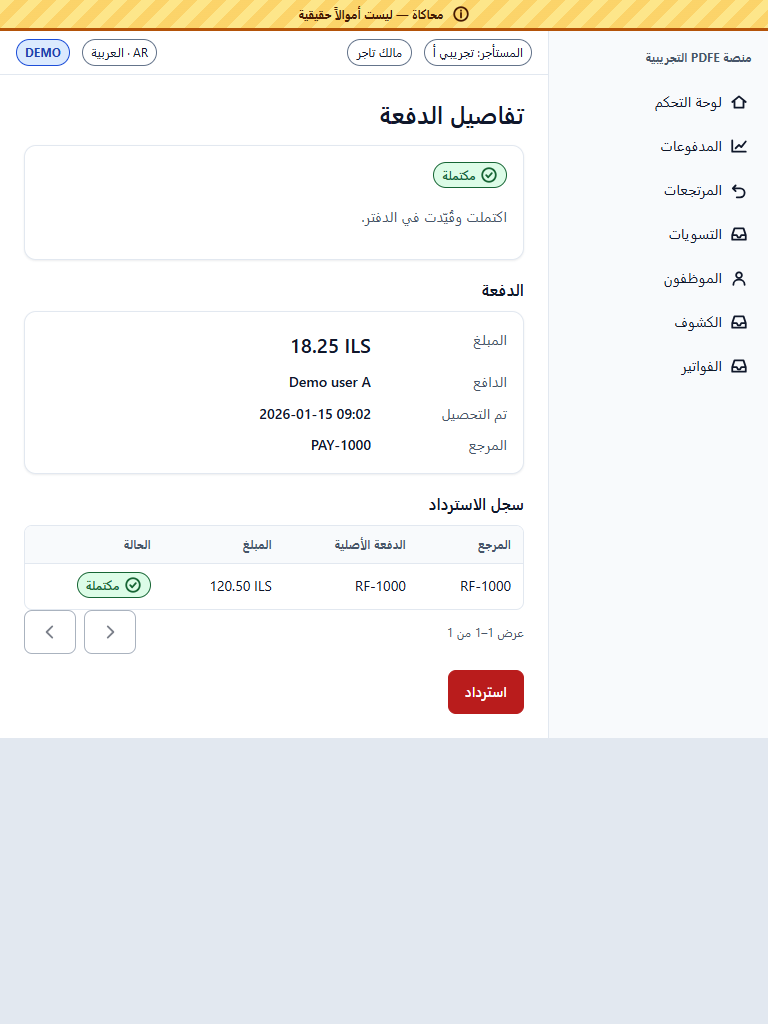 محاكاة — ليست أموالاً حقيقية
منصة PDFE التجريبية
لوحة التحكم
المدفوعات
المرتجعات
التسويات
الموظفون
الكشوف
الفواتير
المستأجر: تجريبي أ
مالك تاجر
AR · العربية
DEMO
تفاصيل الدفعة
مكتملة
اكتملت وقُيّدت في الدفتر.
الدفعة
المبلغ 18.25 ILS
الدافع Demo user A
تم التحصيل 2026-01-15 09:02
المرجع PAY-1000
سجل الاسترداد
المرجع الدفعة الأصلية المبلغ الحالة
RF-1000 RF-1000 120.50 ILS مكتملة
عرض 1–1 من 1
استرداد